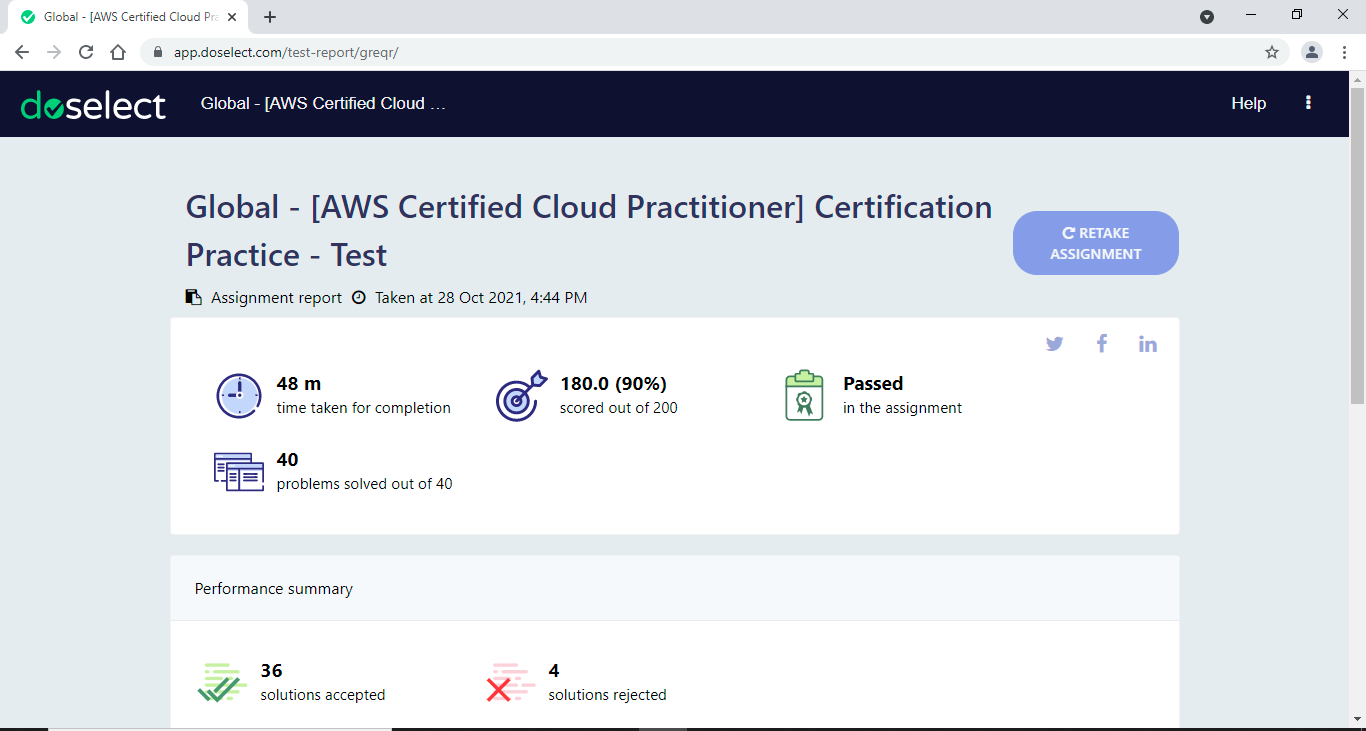 Global - [AWS Certified Cloud Pra
app.doselect.com/test-report/greqr/
doselect
Global - [AWS Certified Cloud ...
Help
Global - [AWS Certified Cloud Practitioner] Certification
Practice - Test
RETAKE
ASSIGNMENT
Assignment report
Taken at 28 Oct 2021, 4:44 PM
48 m
time taken for completion
180.0 (90%)
scored out of 200
Passed
in the assignment
40
problems solved out of 40
Performance summary
36
solutions accepted
4
solutions rejected